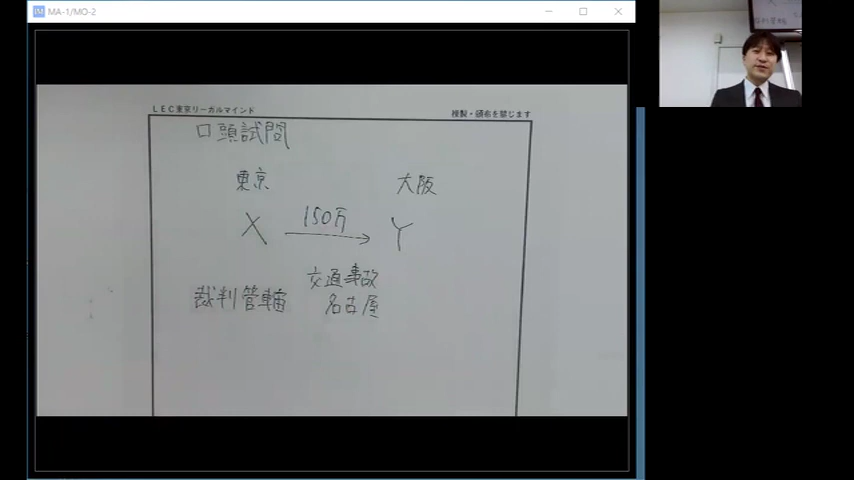 MA-1/MO-2
LEC東京リーガルマインド
複製・頒布を禁じます
口頭試問
東京
大阪
X
150万
Y
交通事故
裁判管轄
名古屋